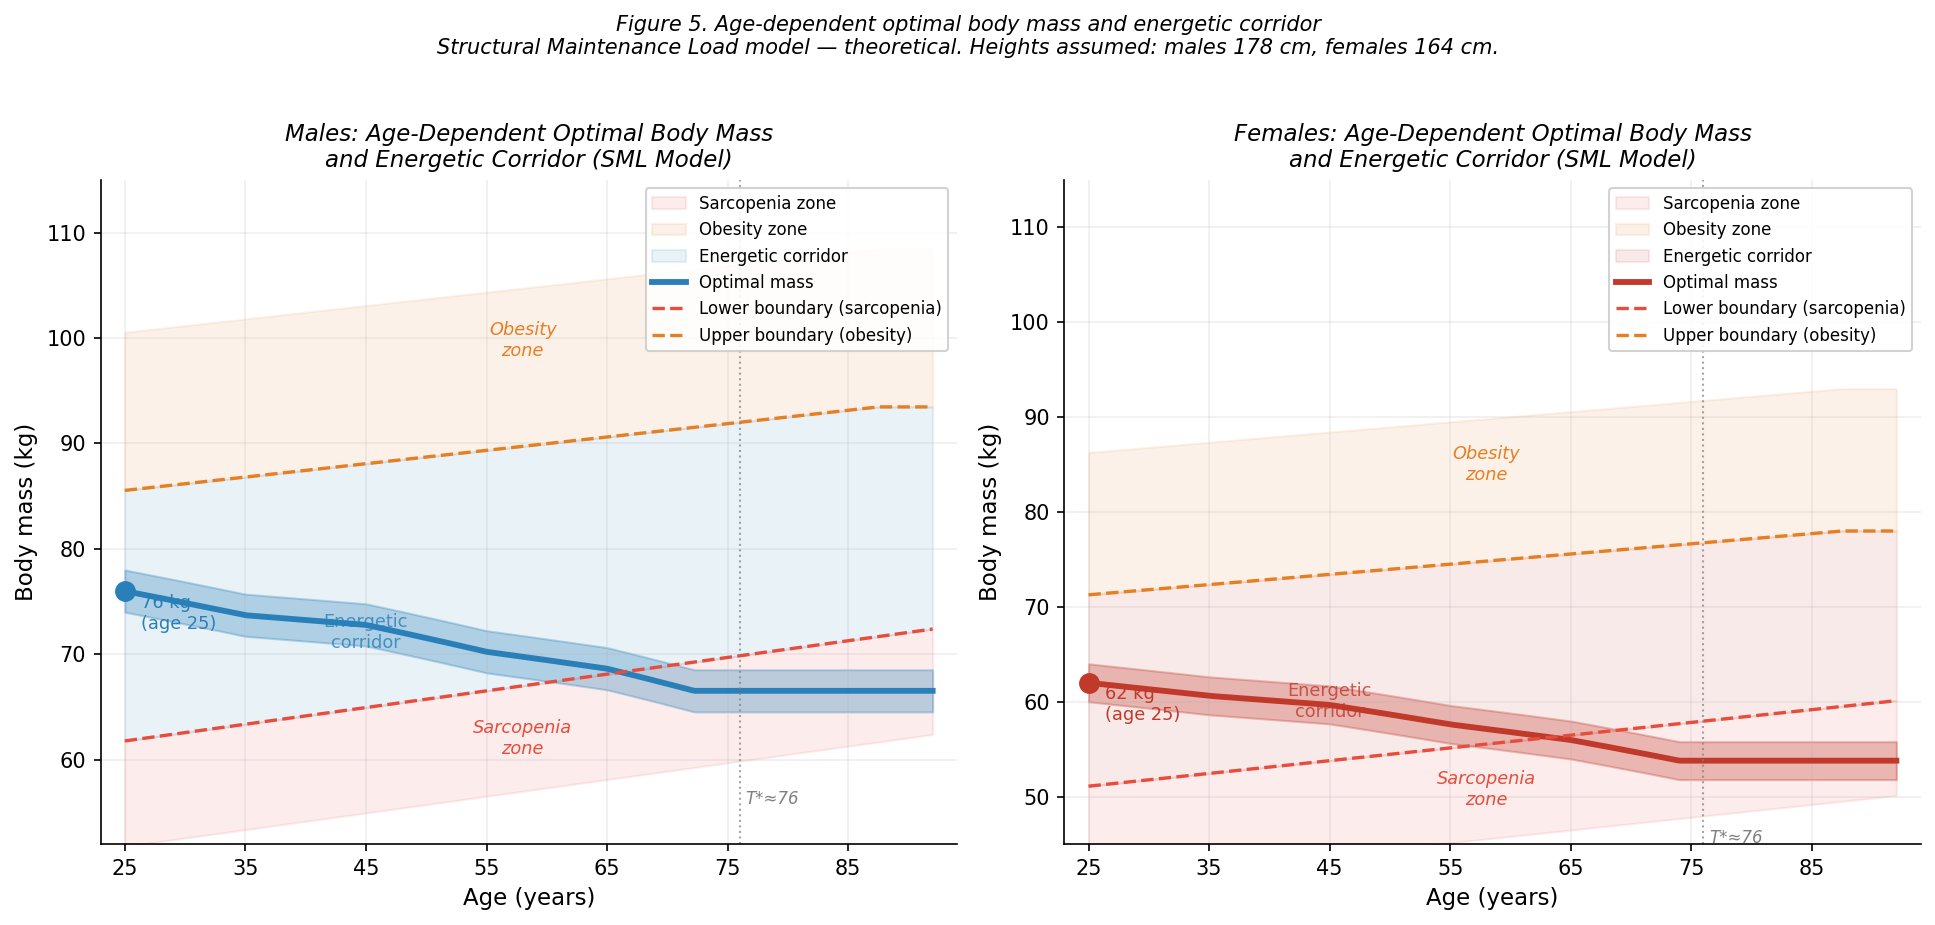 Figure 5. Age-dependent optimal body mass and energetic corridor
Structural Maintenance Load model — theoretical. Heights assumed: males 178 cm, females 164 cm.
Males: Age-Dependent Optimal Body Mass
and Energetic Corridor (SML Model)
Sarcopenia zone
Obesity zone
Energetic corridor
Optimal mass
Lower boundary (sarcopenia)
Upper boundary (obesity)
Body mass (kg)
110
100
90
80
70
60
Obesity
zone
76 kg
(age 25)
Energetic
corridor
Sarcopenia
zone
T*≈76
25 35 45 55 65 75 85
Age (years)
Females: Age-Dependent Optimal Body Mass
and Energetic Corridor (SML Model)
Sarcopenia zone
Obesity zone
Energetic corridor
Optimal mass
Lower boundary (sarcopenia)
Upper boundary (obesity)
Body mass (kg)
110
100
90
80
70
60
50
Obesity
zone
62 kg
(age 25)
Energetic
corridor
Sarcopenia
zone
T*≈76
25 35 45 55 65 75 85
Age (years)